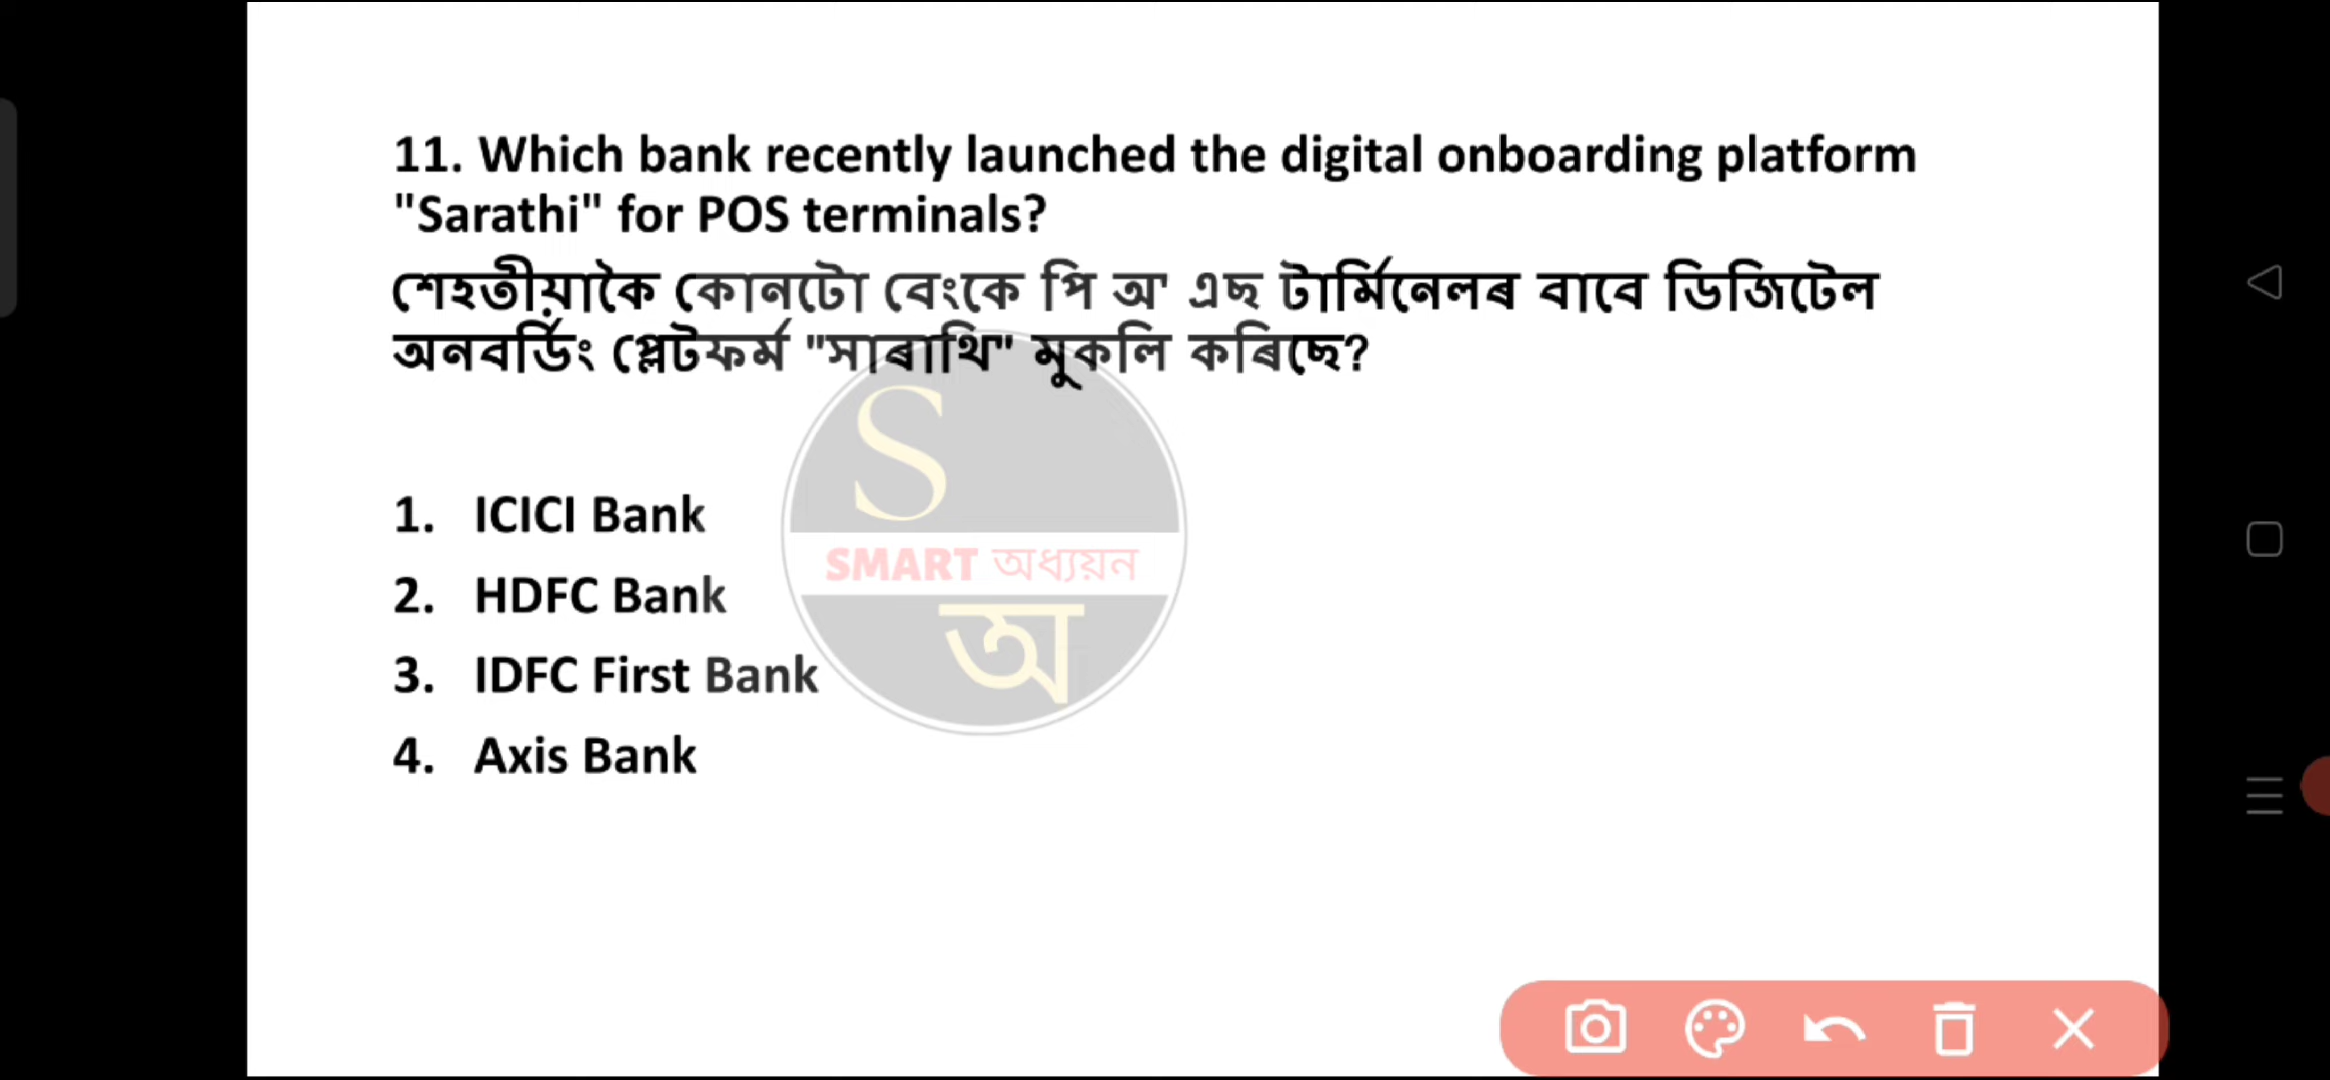 11. Which bank recently launched the digital onboarding platform
"Sarathi" for POS terminals?
শেহতীয়াকৈ কোনটো বেংকে পি অ' এছ টাৰ্মিনেলৰ বাবে ডিজিটেল
অনবৰ্ডিং প্লেটফৰ্ম "সাৰাথি" মুকলি কৰিছে?
1. ICICI Bank
2. HDFC Bank
3. IDFC First Bank
4. Axis Bank
S
SMART অধ্যয়ন
অ